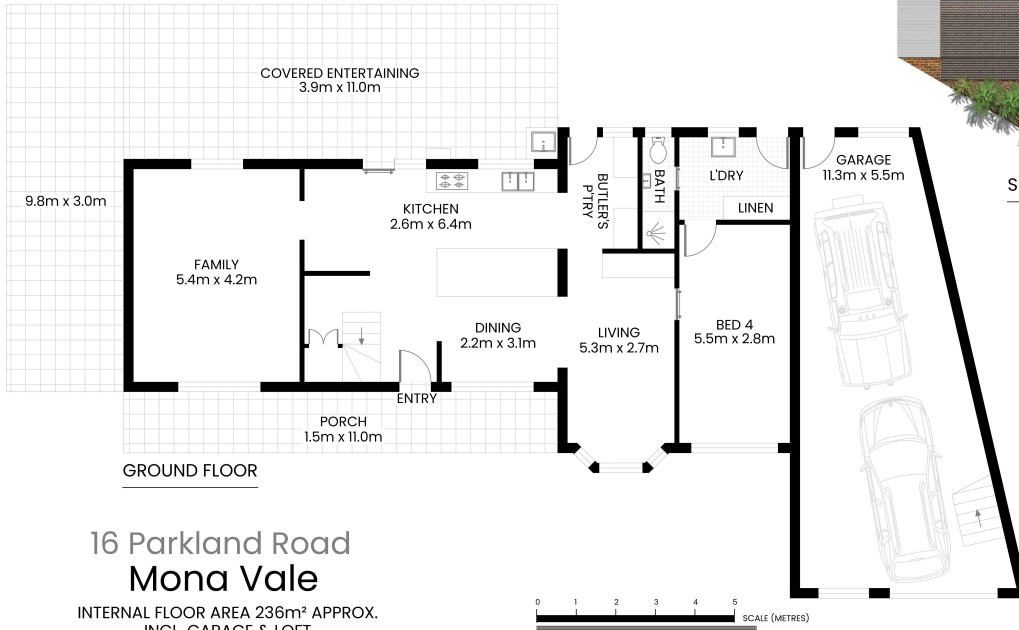 COVERED ENTERTAINING
3.9m x 11.0m
9.8m x 3.0m
FAMILY
5.4m x 4.2m
KITCHEN
2.6m x 6.4m
DINING
2.2m x 3.1m
ENTRY
PORCH
1.5m x 11.0m
BUTLER'S
P'TRY
BATH
L'DRY
LINEN
LIVING
5.3m x 2.7m
BED 4
5.5m x 2.8m
GARAGE
11.3m x 5.5m
S
GROUND FLOOR
16 Parkland Road
Mona Vale
INTERNAL FLOOR AREA 236m² APPROX.
INCL. GARAGE & LOFT
0 1 2 3 4 5
SCALE (METRES)